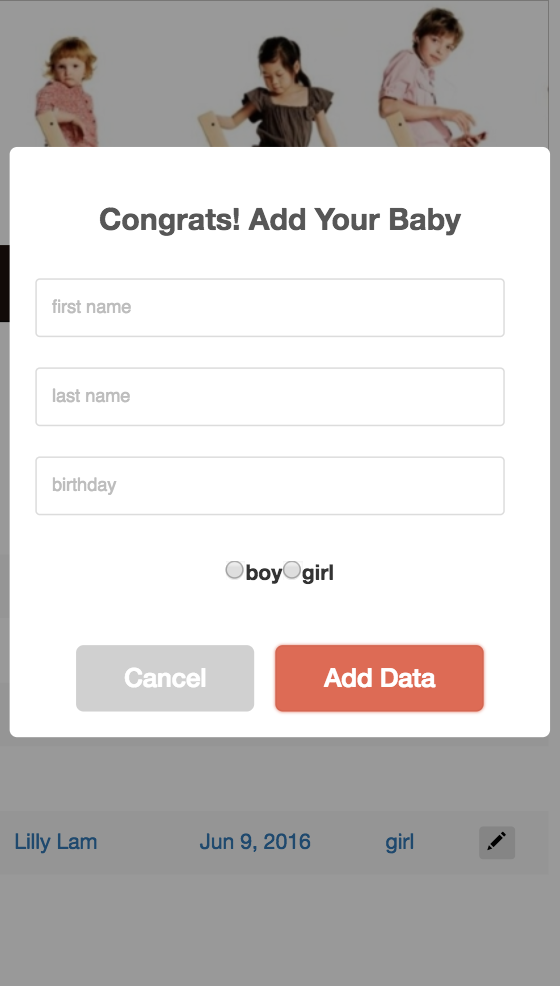 Congrats! Add Your Baby
first name
last name
birthday
boy girl
Cancel Add Data
Lilly Lam Jun 9, 2016 girl